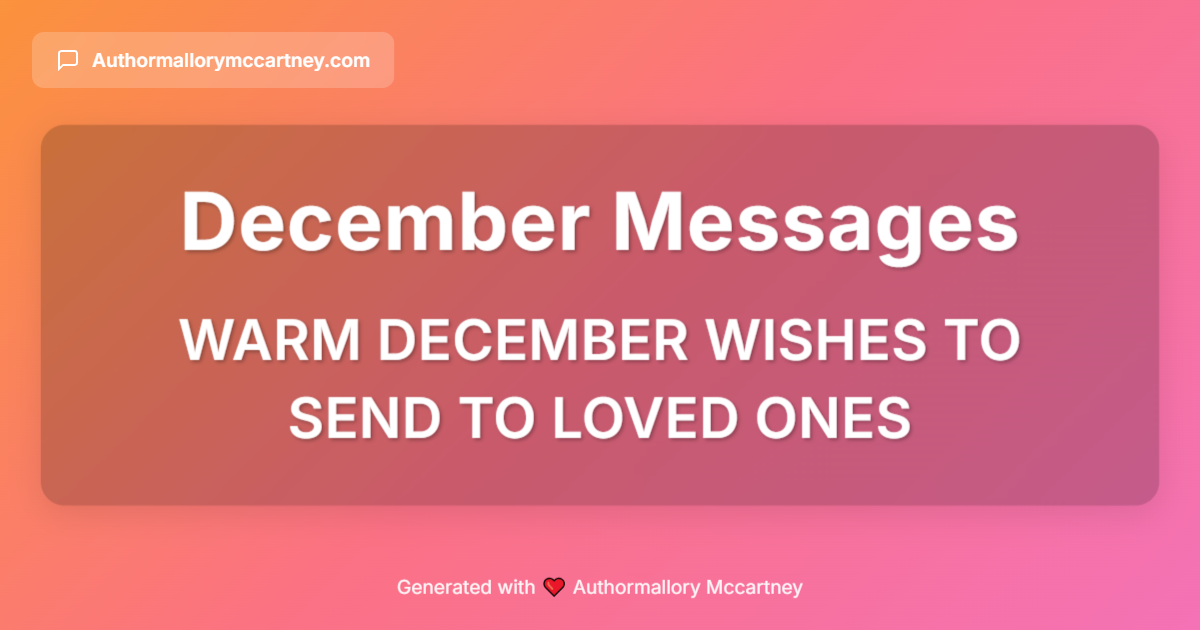 Authormallorymccartney.com
December Messages
WARM DECEMBER WISHES TO
SEND TO LOVED ONES
Generated with ❤️ Authormallory Mccartney